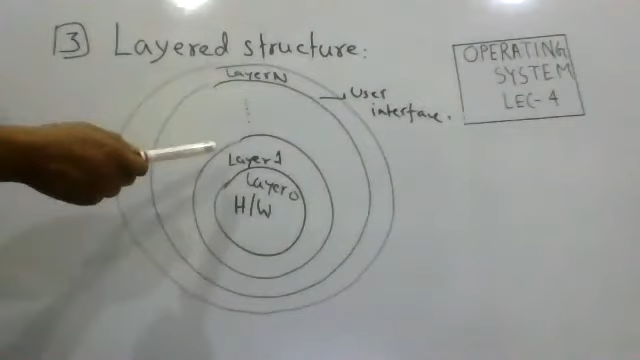 3 Layered structure:
OPERATING
SYSTEM
LEC-4
Layer N
User
interface.
Layer 1
Layer 0
H/W